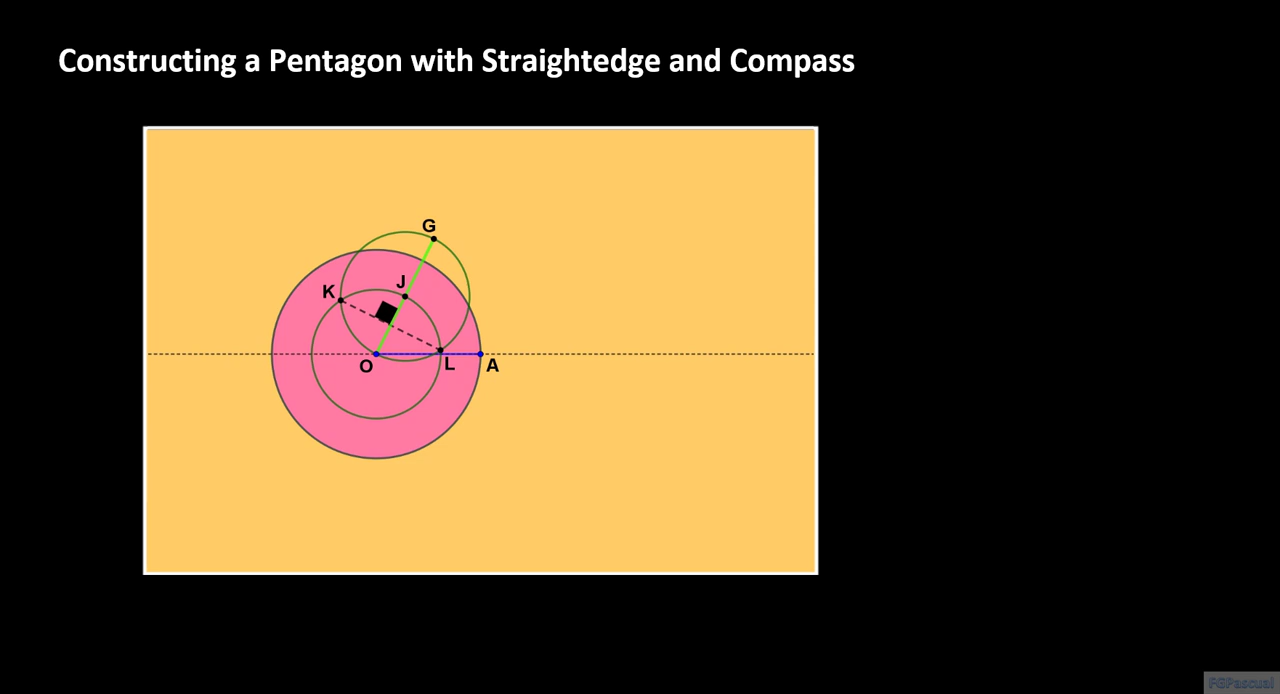 Constructing a Pentagon with Straightedge and Compass
G
J
K
O
L
A
FGPascual